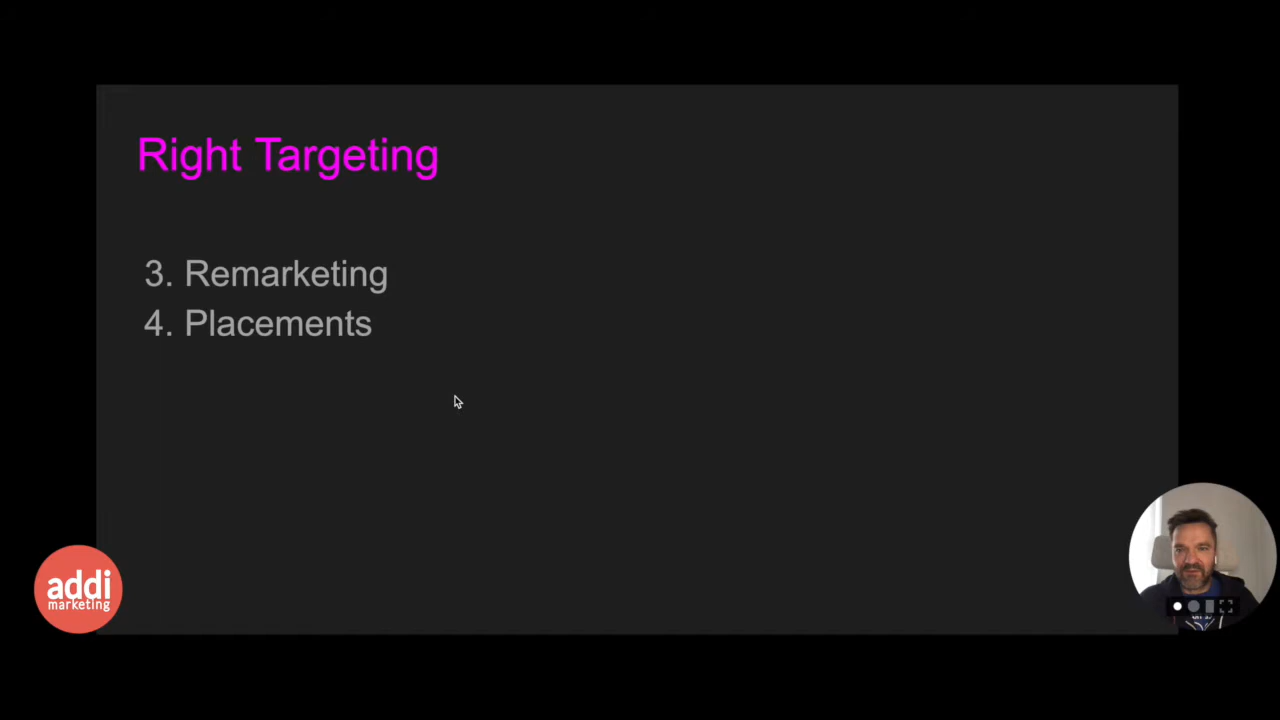 Right Targeting
3. Remarketing
4. Placements
addi
marketing